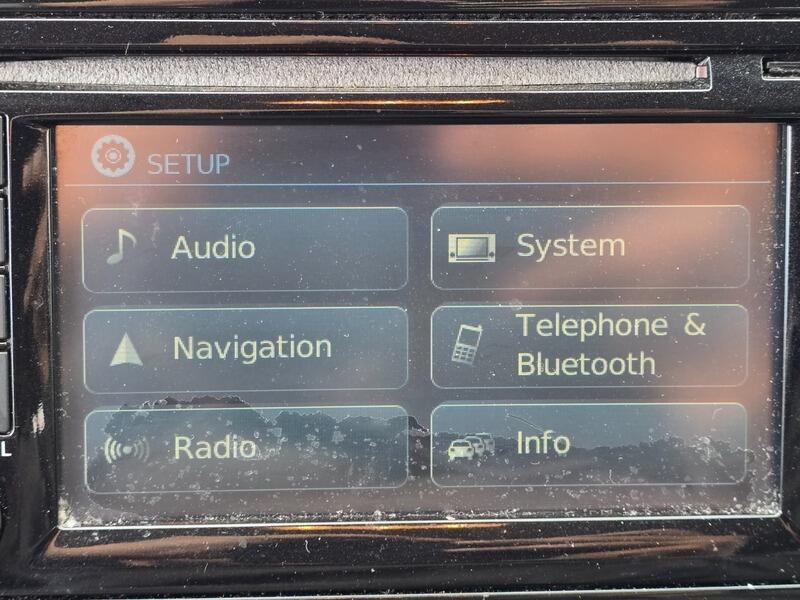 SETUP
Audio
System
Navigation
Telephone &
Bluetooth
Radio
Info
L